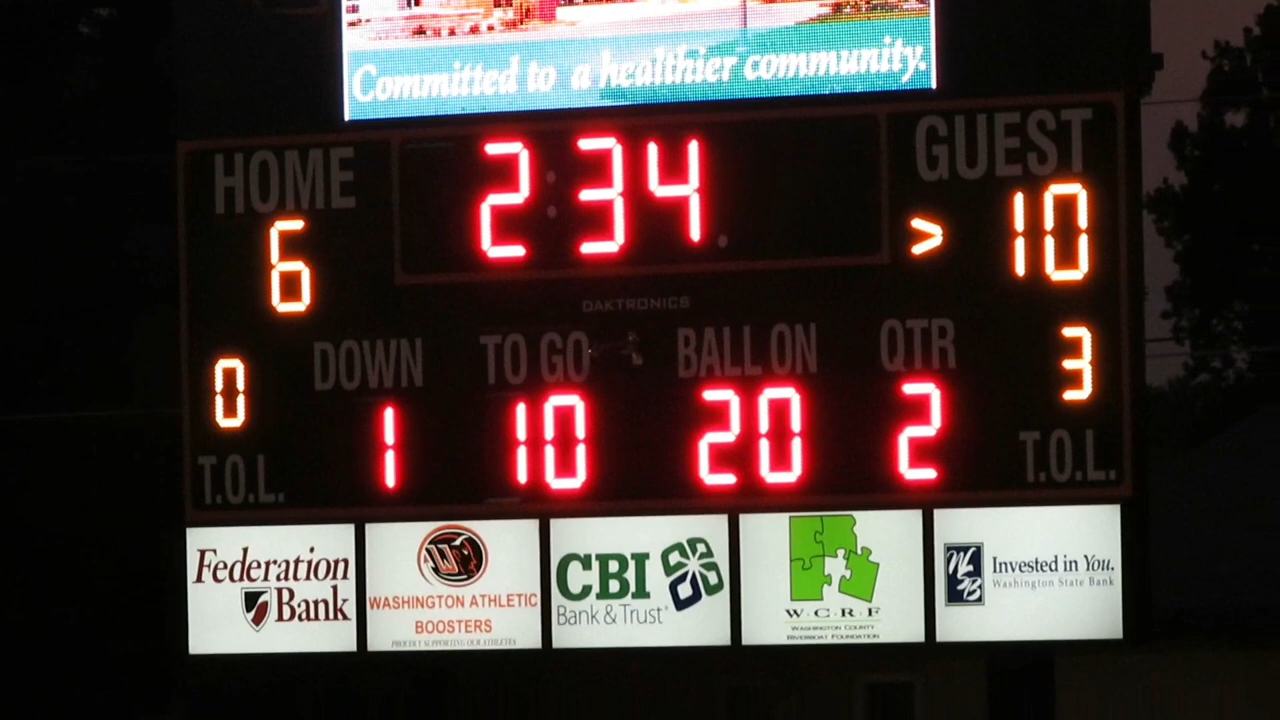 Committed to a healthier community.
HOME
2:34
GUEST
6
> 10
DAKTRONICS
DOWN TO GO BALL ON QTR
0 1 10 20 2 3
T.O.L. T.O.L.
Federation
Bank
W
WASHINGTON ATHLETIC
BOOSTERS
PROUDLY SUPPORTING OUR ATHLETES
CBI
Bank & Trust
W·C·R·F
WASHINGTON COUNTY
RIVERBOAT FOUNDATION
WSB
Invested in You.
Washington State Bank